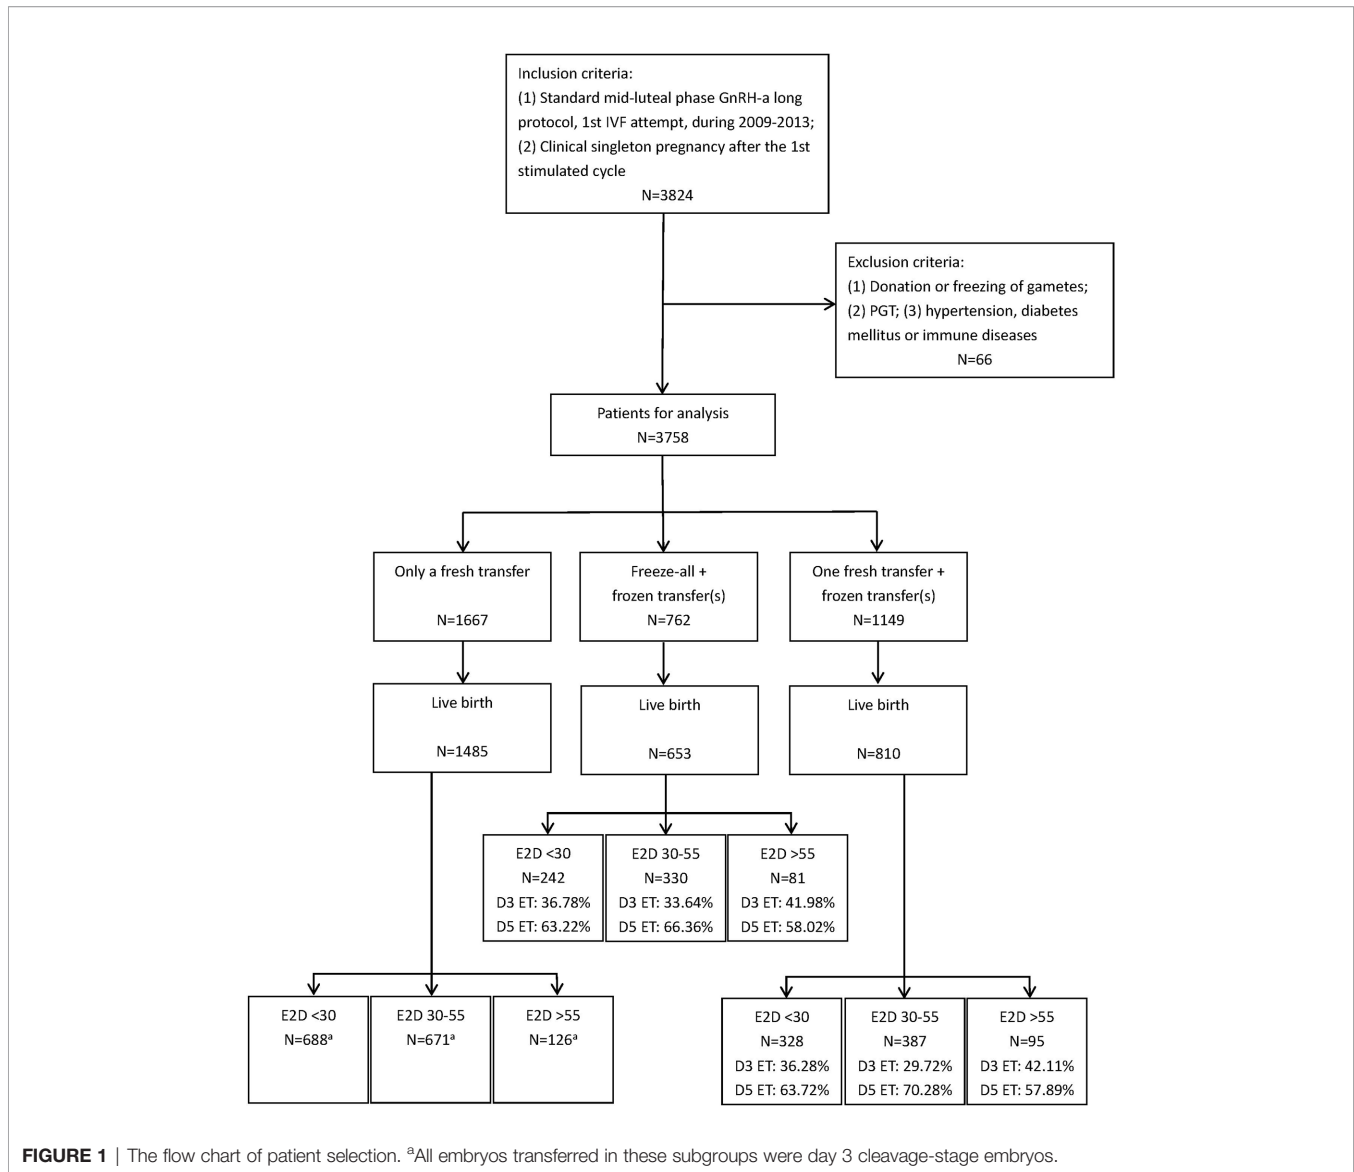 Inclusion criteria:
(1) Standard mid-luteal phase GnRH-a long
protocol, 1st IVF attempt, during 2009-2013;
(2) Clinical singleton pregnancy after the 1st
stimulated cycle
N=3824
Exclusion criteria:
(1) Donation or freezing of gametes;
(2) PGT; (3) hypertension, diabetes
mellitus or immune diseases
N=66
Patients for analysis
N=3758
Only a fresh transfer
N=1667
Freeze-all +
frozen transfer(s)
N=762
One fresh transfer +
frozen transfer(s)
N=1149
Live birth
N=1485
Live birth
N=653
Live birth
N=810
E2D <30
N=242
D3 ET: 36.78%
D5 ET: 63.22%
E2D 30-55
N=330
D3 ET: 33.64%
D5 ET: 66.36%
E2D >55
N=81
D3 ET: 41.98%
D5 ET: 58.02%
E2D <30
N=688ᵃ
E2D 30-55
N=671ᵃ
E2D >55
N=126ᵃ
E2D <30
N=328
D3 ET: 36.28%
D5 ET: 63.72%
E2D 30-55
N=387
D3 ET: 29.72%
D5 ET: 70.28%
E2D >55
N=95
D3 ET: 42.11%
D5 ET: 57.89%
FIGURE 1 | The flow chart of patient selection. ᵃAll embryos transferred in these subgroups were day 3 cleavage-stage embryos.